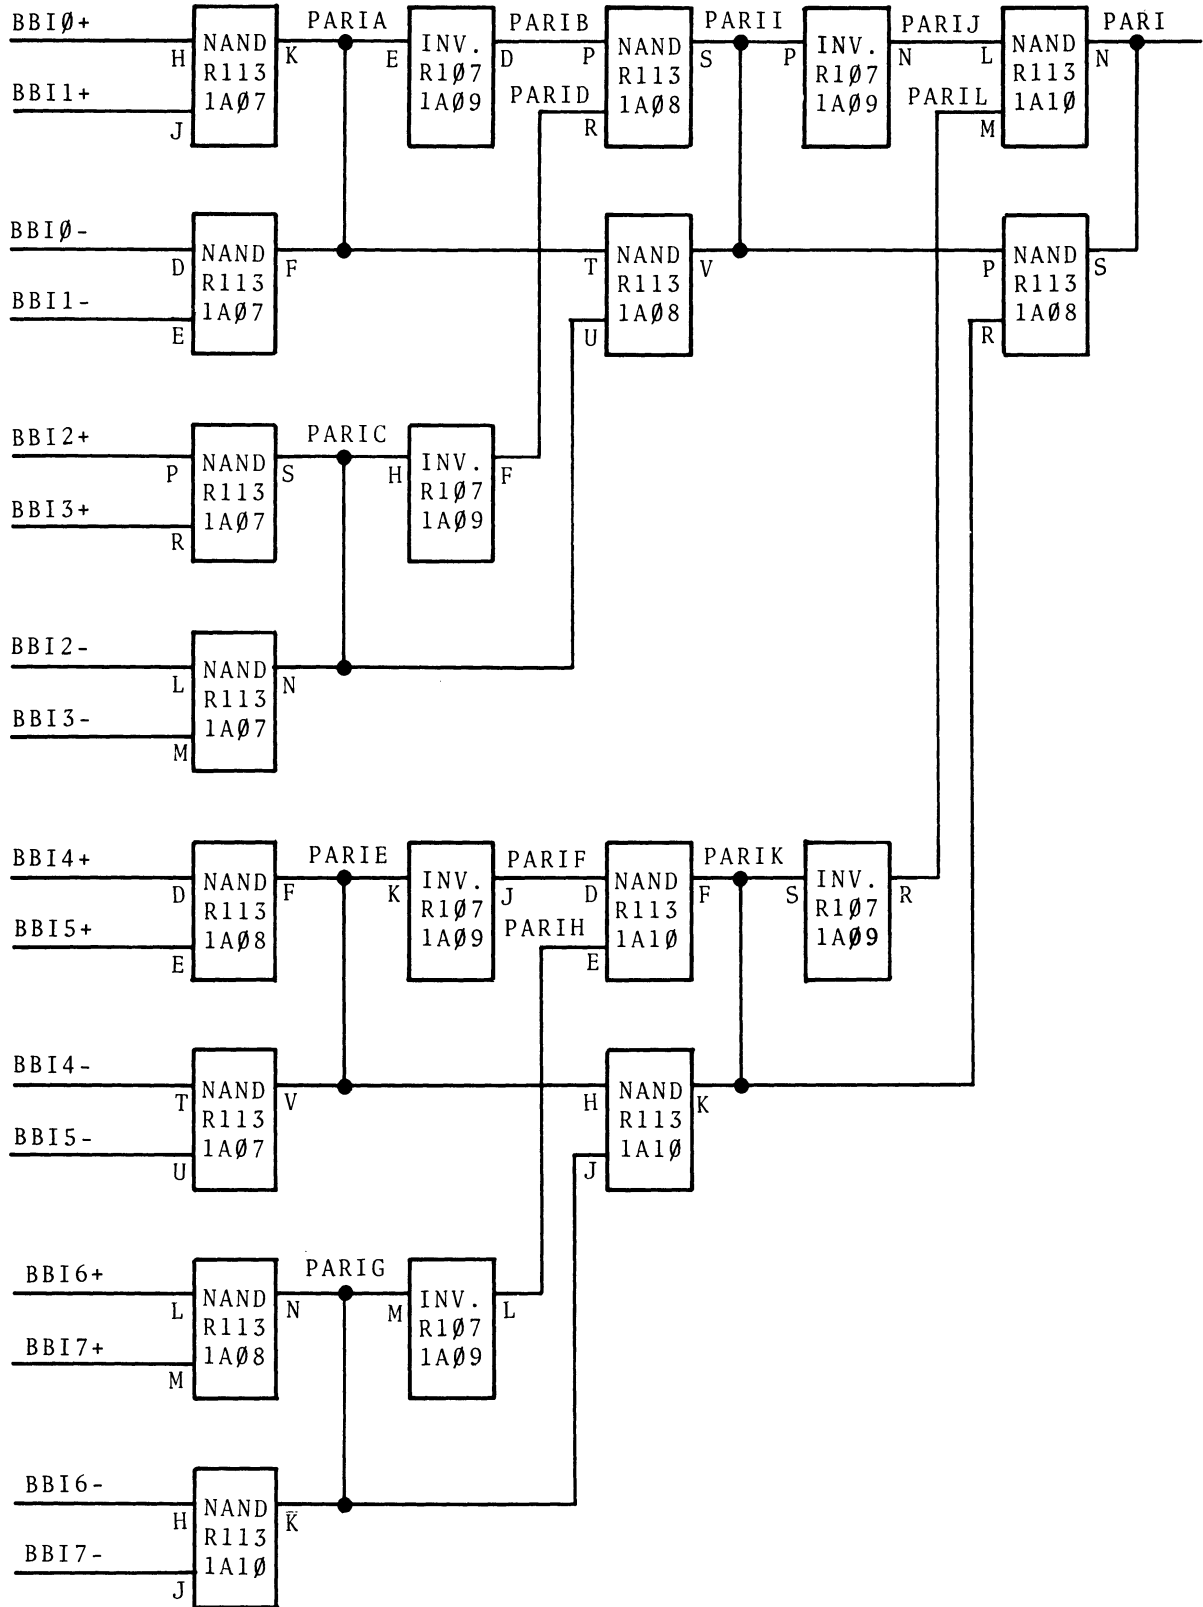 BBIØ+
H
BBI1+
J
NAND
R113
1AØ7
K
PARIA
E
INV.
R1Ø7
1AØ9
D
PARIB
P
PARID
R
NAND
R113
1AØ8
S
PARII
P
INV.
R1Ø7
1AØ9
N
PARIJ
L
PARIL
M
NAND
R113
1A1Ø
N
PARI
BBIØ-
D
BBI1-
E
NAND
R113
1AØ7
F
T
U
NAND
R113
1AØ8
V
P
R
NAND
R113
1AØ8
S
BBI2+
P
BBI3+
R
NAND
R113
1AØ7
S
PARIC
H
INV.
R1Ø7
1AØ9
F
BBI2-
L
BBI3-
M
NAND
R113
1AØ7
N
BBI4+
D
BBI5+
E
NAND
R113
1AØ8
F
PARIE
K
INV.
R1Ø7
1AØ9
J
PARIF
D
PARIH
E
NAND
R113
1A1Ø
F
PARIK
S
INV.
R1Ø7
1AØ9
R
BBI4-
T
BBI5-
U
NAND
R113
1AØ7
V
H
J
NAND
R113
1A1Ø
K
BBI6+
L
BBI7+
M
NAND
R113
1AØ8
N
PARIG
M
INV.
R1Ø7
1AØ9
L
BBI6-
H
BBI7-
J
NAND
R113
1A1Ø
K